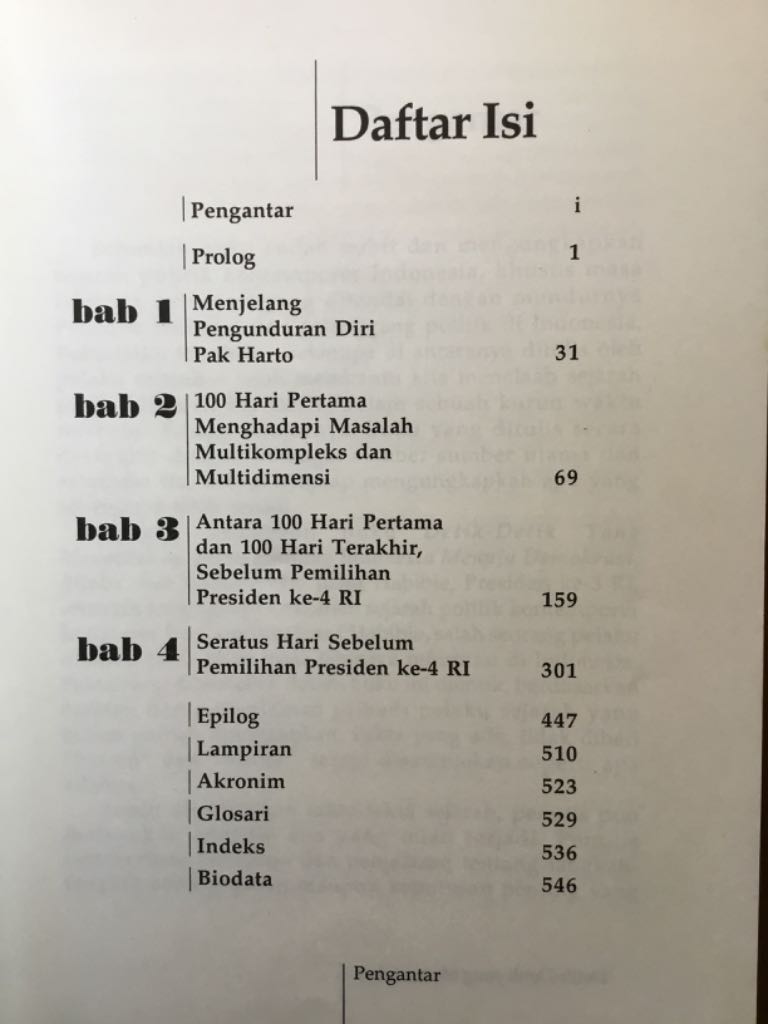 Daftar Isi
Pengantar i
Prolog 1
bab 1 Menjelang
Pengunduran Diri
Pak Harto 31
bab 2 100 Hari Pertama
Menghadapi Masalah
Multikompleks dan
Multidimensi 69
bab 3 Antara 100 Hari Pertama
dan 100 Hari Terakhir,
Sebelum Pemilihan
Presiden ke-4 RI 159
bab 4 Seratus Hari Sebelum
Pemilihan Presiden ke-4 RI 301
Epilog 447
Lampiran 510
Akronim 523
Glosari 529
Indeks 536
Biodata 546
Pengantar